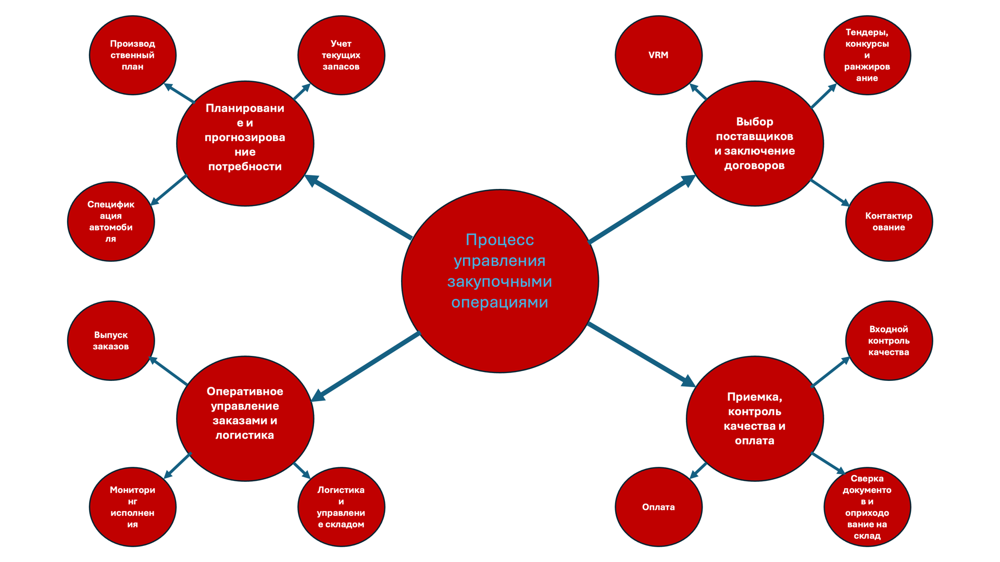 Производ
ственный
план
Учет
текущих
запасов
Планировани
е и
прогнозирова
ние
потребности
Специфик
ация
автомоби
ля
VRM
Тендеры,
конкурсы
и
ранжиров
ание
Выбор
поставщиков
и заключение
договоров
Контактир
ование
Процесс
управления
закупочными
операциями
Выпуск
заказов
Оперативное
управление
заказами и
логистика
Монитори
нг
исполнен
ия
Логистика
и
управлени
е складом
Входной
контроль
качества
Приемка,
контроль
качества и
оплата
Оплата
Сверка
документо
в и
оприходо
вание на
склад